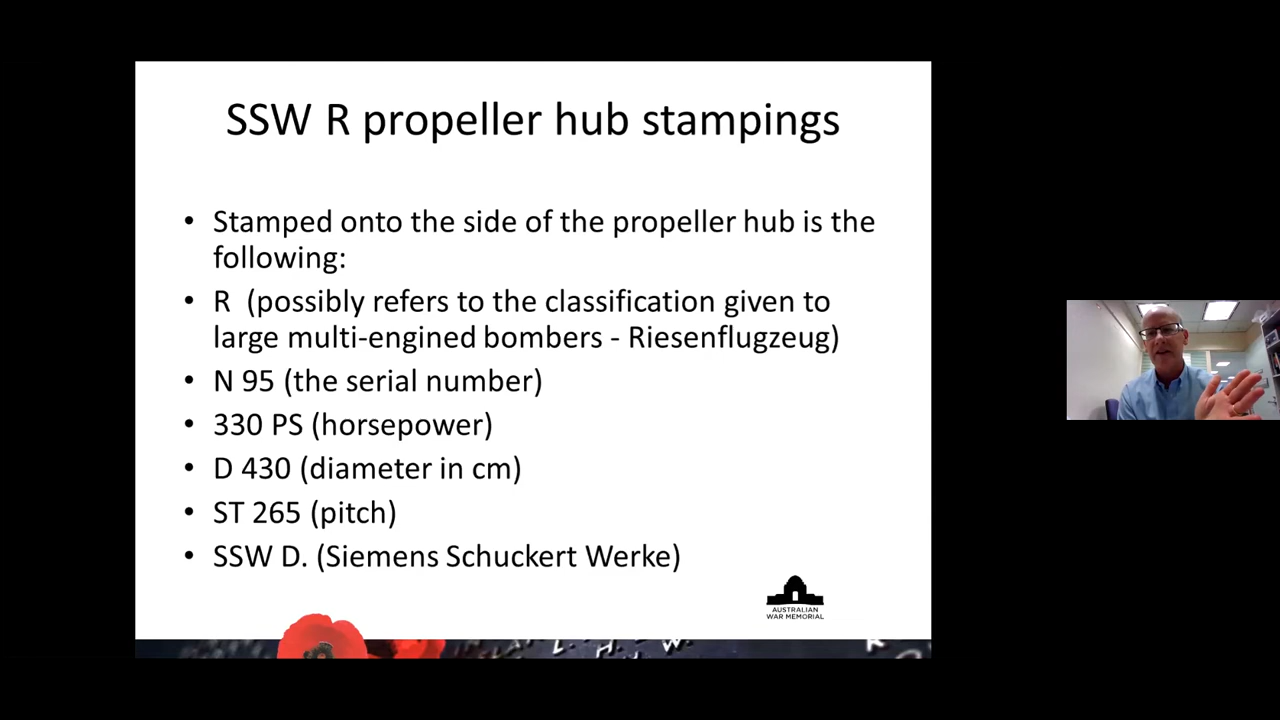 SSW R propeller hub stampings
• Stamped onto the side of the propeller hub is the
following:
• R (possibly refers to the classification given to
large multi-engined bombers - Riesenflugzeug)
• N 95 (the serial number)
• 330 PS (horsepower)
• D 430 (diameter in cm)
• ST 265 (pitch)
• SSW D. (Siemens Schuckert Werke)
AUSTRALIAN
WAR MEMORIAL